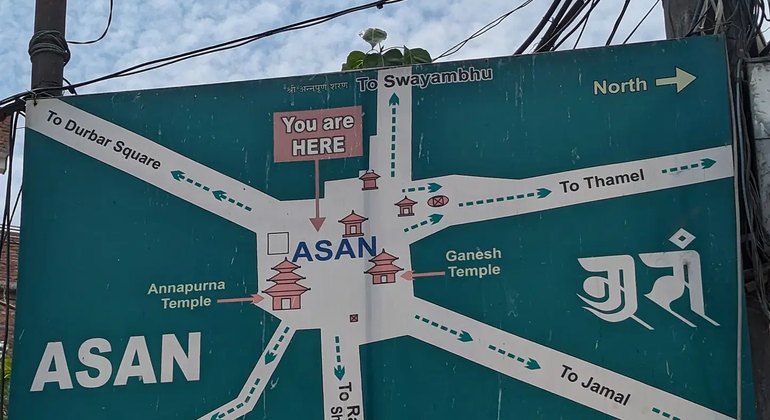 श्री अन्नपूर्ण शरण
To Swayambhu
North
To Durbar Square
You are
HERE
To Thamel
ASAN
Ganesh
Temple
Annapurna
Temple
ASAN
To Jamal
To